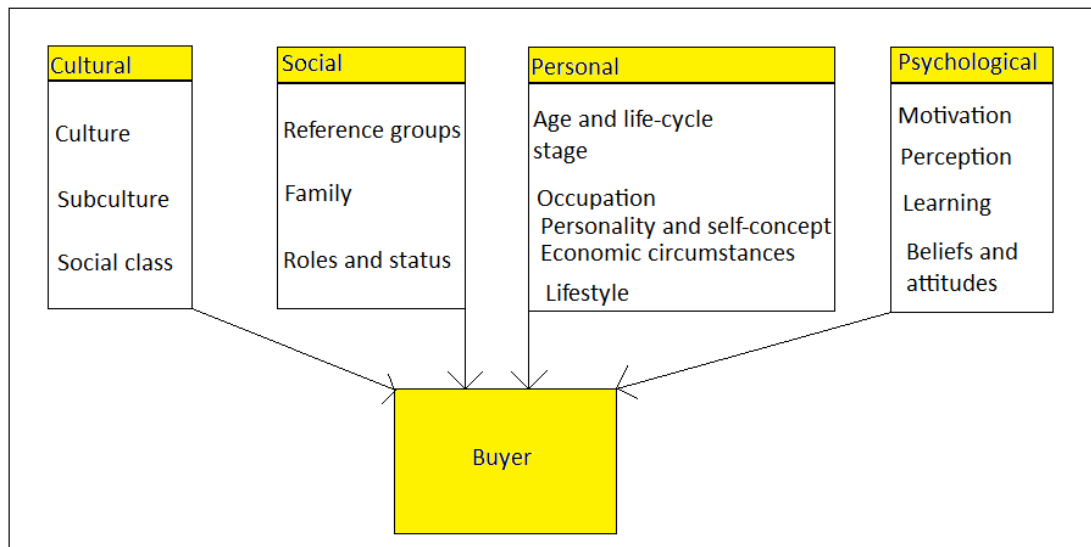 Cultural
Culture
Subculture
Social class
Social
Reference groups
Family
Roles and status
Personal
Age and life-cycle
stage
Occupation
Personality and self-concept
Economic circumstances
Lifestyle
Psychological
Motivation
Perception
Learning
Beliefs and
attitudes
Buyer